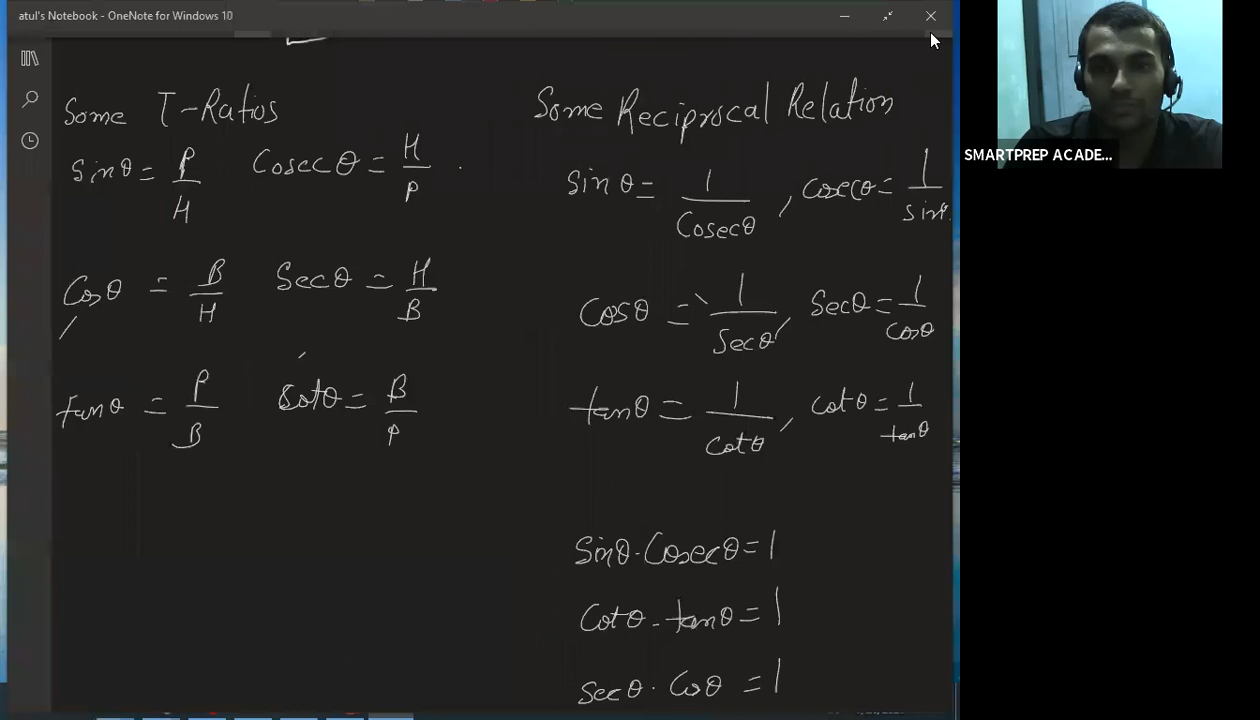 atul's Notebook - OneNote for Windows 10
SMARTPREP ACADE...
Some T-Ratios
Sinθ = P/H Cosecθ = H/P
Cosθ = B/H Secθ = H/B
tanθ = P/B Cotθ = B/P
Some Reciprocal Relation
Sinθ = 1/Cosecθ, Cosecθ = 1/sinθ
Cosθ = 1/Secθ, Secθ = 1/Cosθ
tanθ = 1/Cotθ, Cotθ = 1/tanθ
Sinθ.Cosecθ = 1
Cotθ.tanθ = 1
Secθ.Cosθ = 1